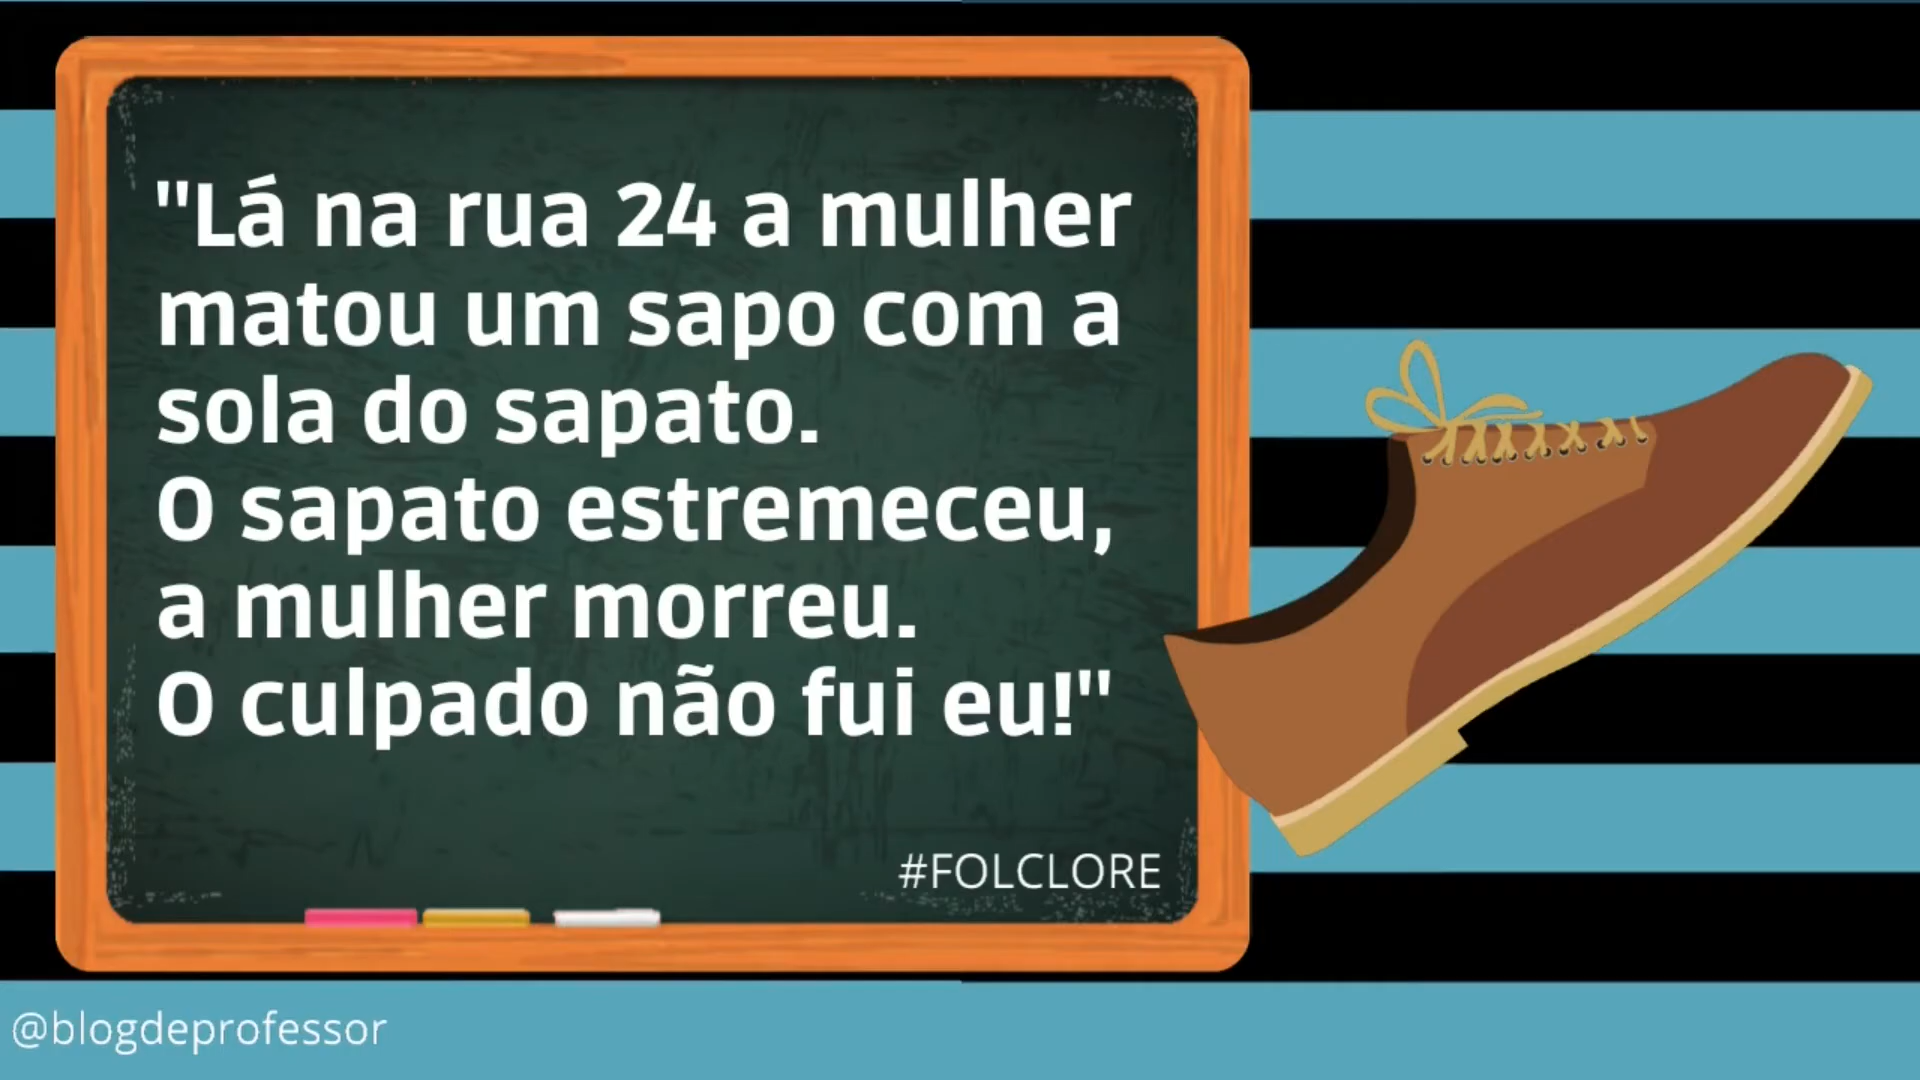 "Lá na rua 24 a mulher
matou um sapo com a
sola do sapato.
O sapato estremeceu,
a mulher morreu.
O culpado não fui eu!"
#FOLCLORE
@blogdeprofessor